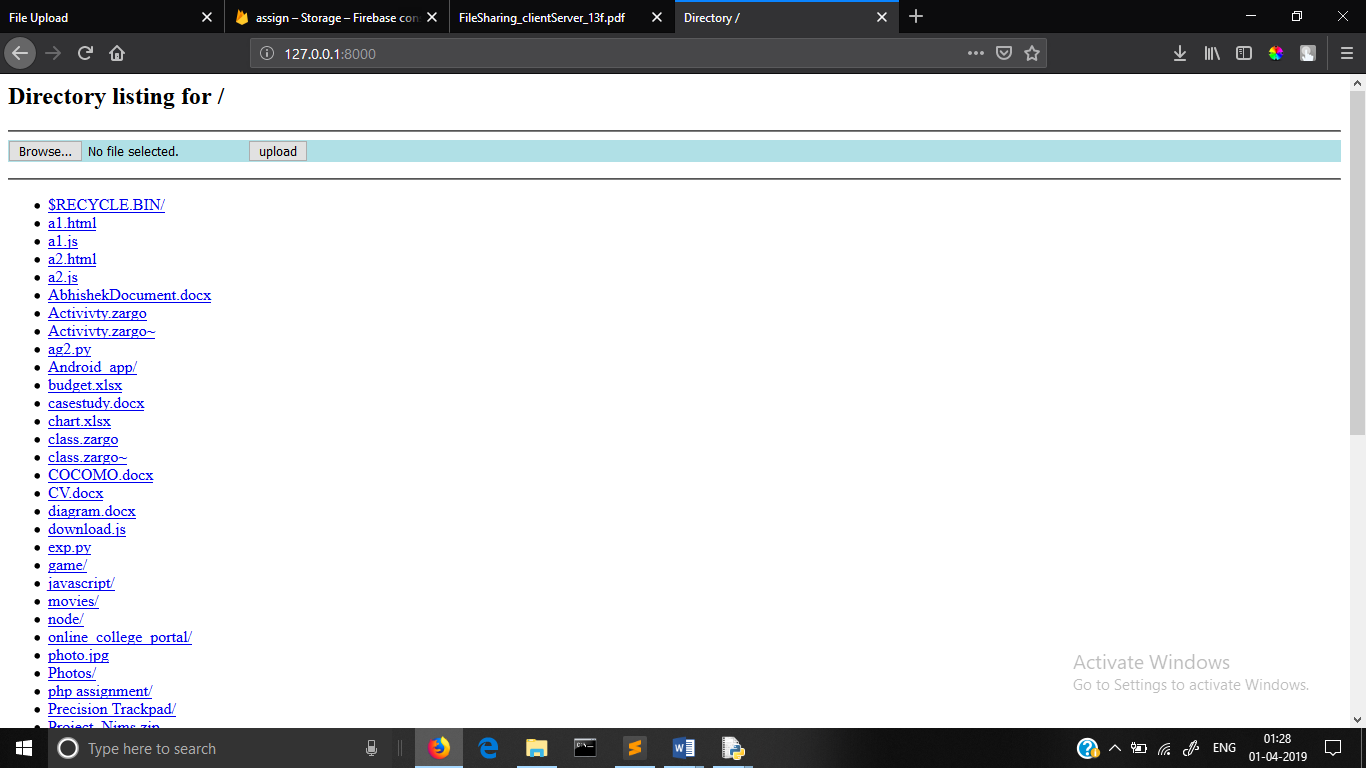 File Upload
assign – Storage – Firebase con
FileSharing_clientServer_13f.pdf
Directory /
127.0.0.1:8000
Directory listing for /
Browse... No file selected. upload
$RECYCLE.BIN/
a1.html
a1.js
a2.html
a2.js
AbhishekDocument.docx
Activivty.zargo
Activivty.zargo~
ag2.py
Android_app/
budget.xlsx
casestudy.docx
chart.xlsx
class.zargo
class.zargo~
COCOMO.docx
CV.docx
diagram.docx
download.js
exp.py
game/
javascript/
movies/
node/
online_college_portal/
photo.jpg
Photos/
php assignment/
Precision Trackpad/
Project_Nims.zip
Activate Windows
Go to Settings to activate Windows.
Type here to search
ENG
01:28
01-04-2019